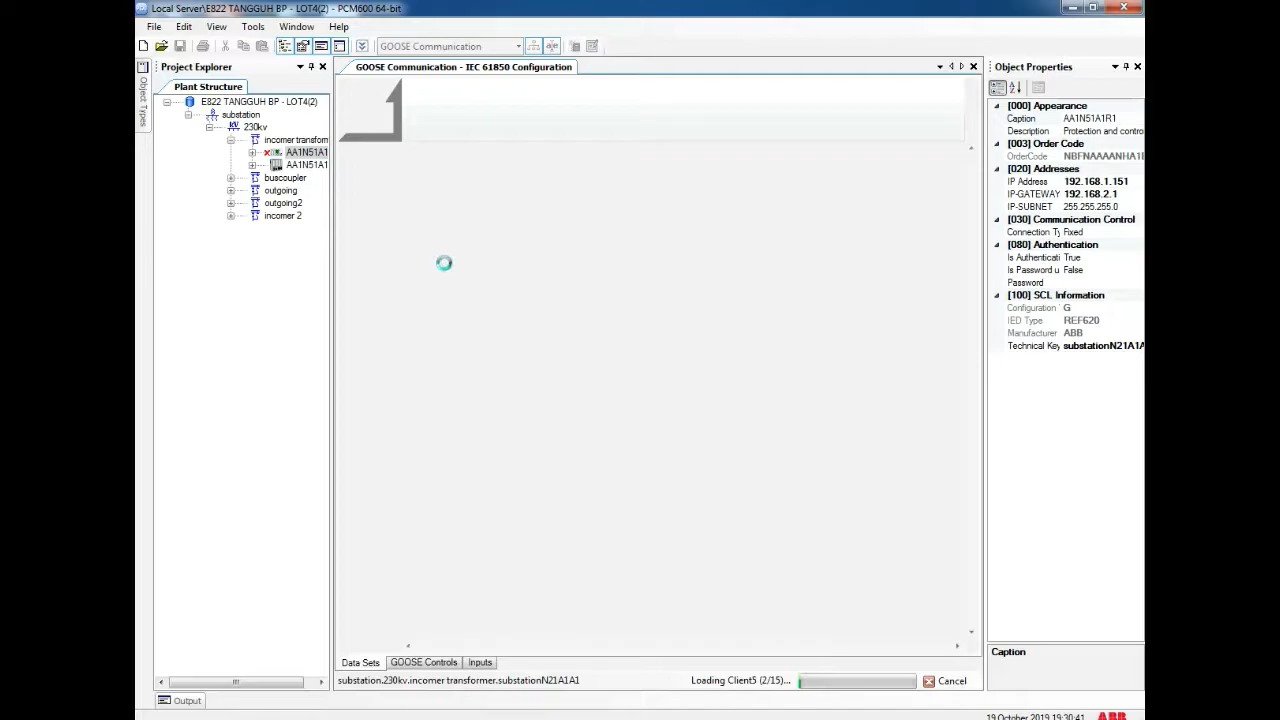 Local Server\E822 TANGGUH BP - LOT4(2) - PCM600 64-bit
File Edit View Tools Window Help
GOOSE Communication
Object Types
Project Explorer
Plant Structure
E822 TANGGUH BP - LOT4(2)
substation
230kv
incomer transfom
AA1N51A1
AA1N51A1
buscoupler
outgoing
outgoing2
incomer 2
GOOSE Communication - IEC 61850 Configuration
Data Sets GOOSE Controls Inputs
substation.230kv.incomer transformer.substationN21A1A1 Loading Client5 (2/15)... Cancel
Output
Object Properties
[000] Appearance
Caption AA1N51A1R1
Description Protection and contro
[003] Order Code
OrderCode NBFNAAAANHA1E
[020] Addresses
IP Address 192.168.1.151
IP-GATEWAY 192.168.2.1
IP-SUBNET 255.255.255.0
[030] Communication Control
Connection Ty Fixed
[080] Authentication
Is Authenticati True
Is Password u False
Password
[100] SCL Information
Configuration G
IED Type REF620
Manufacturer ABB
Technical Key substationN21A1A
Caption
19 October 2019 19:30:41 ABB